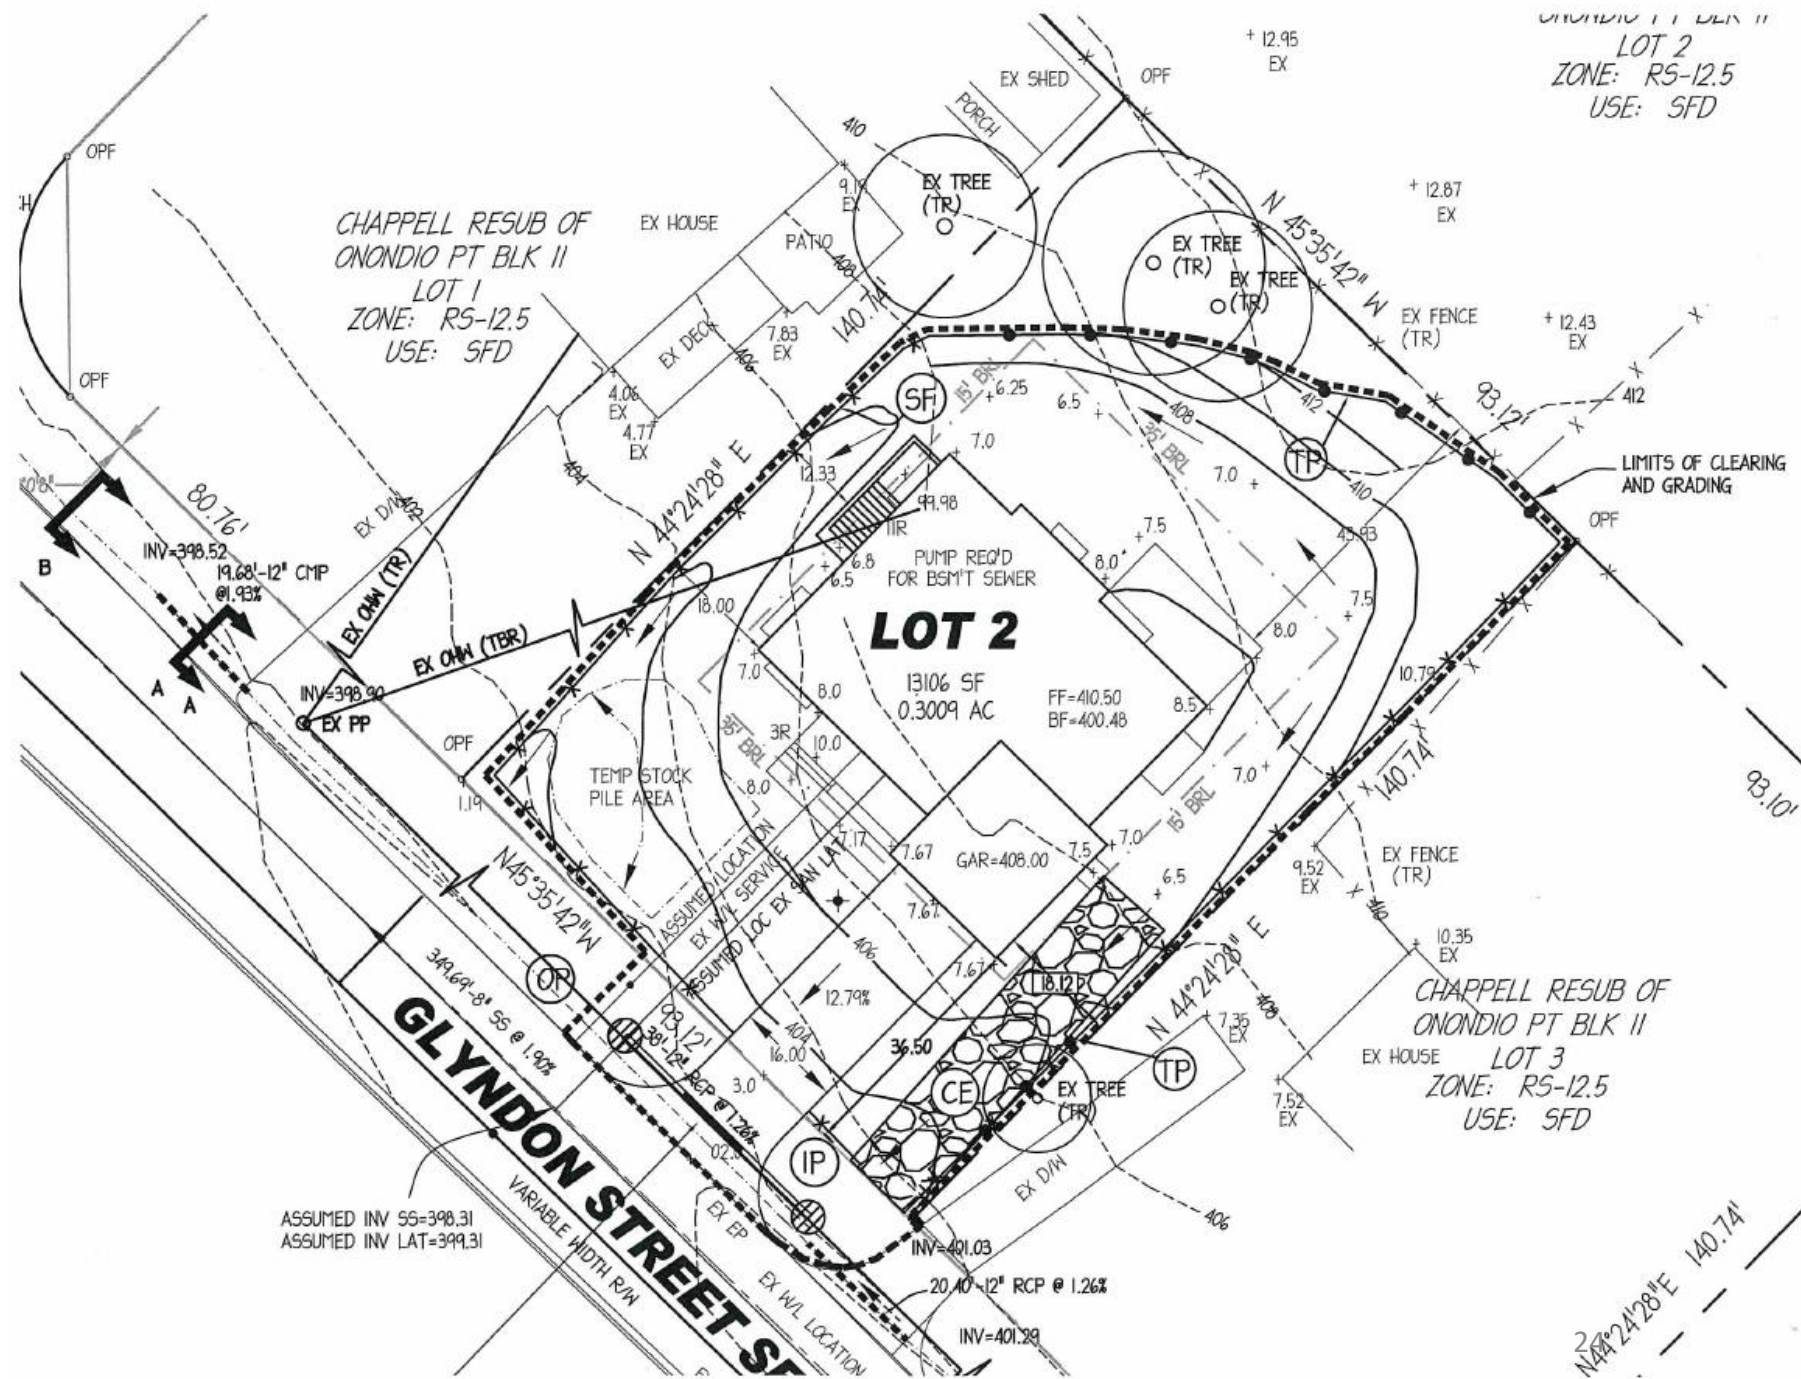 LOT 2
ZONE: RS-12.5
USE: SFD
12.95
EX
OPF
EX SHED
PORCH
410
OPF
9.19
EX
EX TREE
(TR)
12.87
EX
N 45°35'42" W
CHAPPELL RESUB OF
ONONDIO PT BLK II
LOT 1
ZONE: RS-12.5
USE: SFD
EX HOUSE
PATIO
408
140.74'
EX TREE
(TR)
EX TREE
(TR)
EX FENCE
(TR)
12.43
EX
EX DECK
406
7.83
EX
OPF
4.06
EX
4.77
EX
404
SF
15' BRL
6.25
6.5
408
412
93.12'
412
35' BRL
7.0
TP
7.0
410
LIMITS OF CLEARING
AND GRADING
OPF
80.76'
EX D/W
N 44°24'28" E
12.33
99.98
11R
6.8
6.5
PUMP REQ'D
FOR BSM'T SEWER
7.5
8.0
43.93
B
INV=398.52
19.68'-12" CMP
@1.93%
EX OHW (TR)
EX OHW (TBR)
18.00
LOT 2
13106 SF
0.3009 AC
FF=410.50
BF=400.48
7.5
8.0
10.79
A
A
INV=398.90
EX PP
7.0
8.0
8.5
OPF
1.19
35' BRL
3R
10.0
8.0
TEMP STOCK
PILE AREA
7.0
15' BRL
140.74'
93.10'
ASSUMED LOCATION
EX W/L SERVICE
ASSUMED LOC EX SAN LAT
7.17
7.67
GAR=408.00
7.5
7.0
6.5
9.52
EX
EX FENCE
(TR)
410
N45°35'42"W
7.67
406
7.67
18.12
10.35
EX
OP
349.69'-8" SS @ 1.90%
93.12'
12.79%
404
16.00
36.50
N 44°24'28" E
7.35
EX
408
CHAPPELL RESUB OF
ONONDIO PT BLK II
LOT 3
ZONE: RS-12.5
USE: SFD
EX HOUSE
38'-12" RCP @ 1.26%
3.0
CE
EX TREE
(TR)
TP
7.52
EX
GLYNDON STREET
IP
EX D/W
406
ASSUMED INV SS=398.31
ASSUMED INV LAT=399.31
VARIABLE WIDTH R/W
EX EP
EX W/L LOCATION
INV=401.03
20.40'-12" RCP @ 1.26%
INV=401.29
N44°24'28"E 140.74'